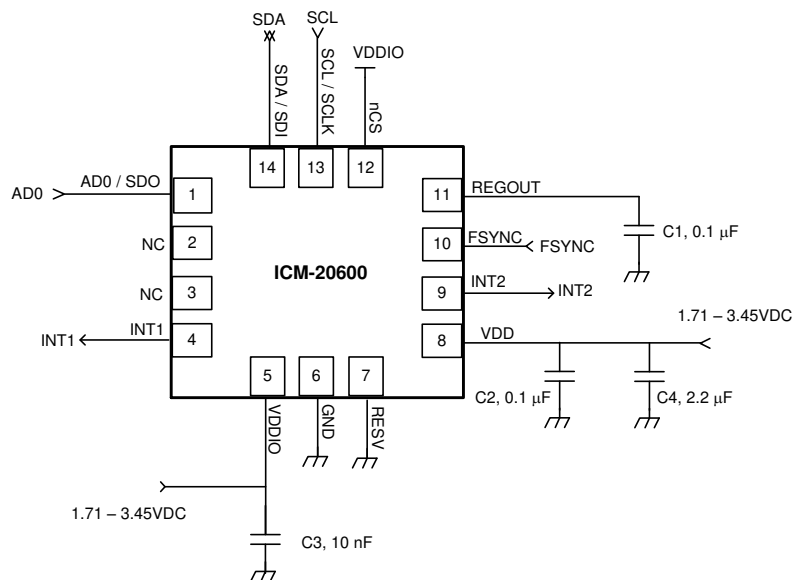 SDA
SCL
VDDIO
SDA / SDI
SCL / SCLK
nCS
14
13
12
AD0
AD0 / SDO
1
11
REGOUT
C1, 0.1 µF
NC
2
10
FSYNC
FSYNC
ICM-20600
NC
3
9
INT2
INT2
INT1
INT1
4
8
VDD
1.71 – 3.45VDC
5
6
7
C2, 0.1 µF
C4, 2.2 µF
VDDIO
GND
RESV
1.71 – 3.45VDC
C3, 10 nF